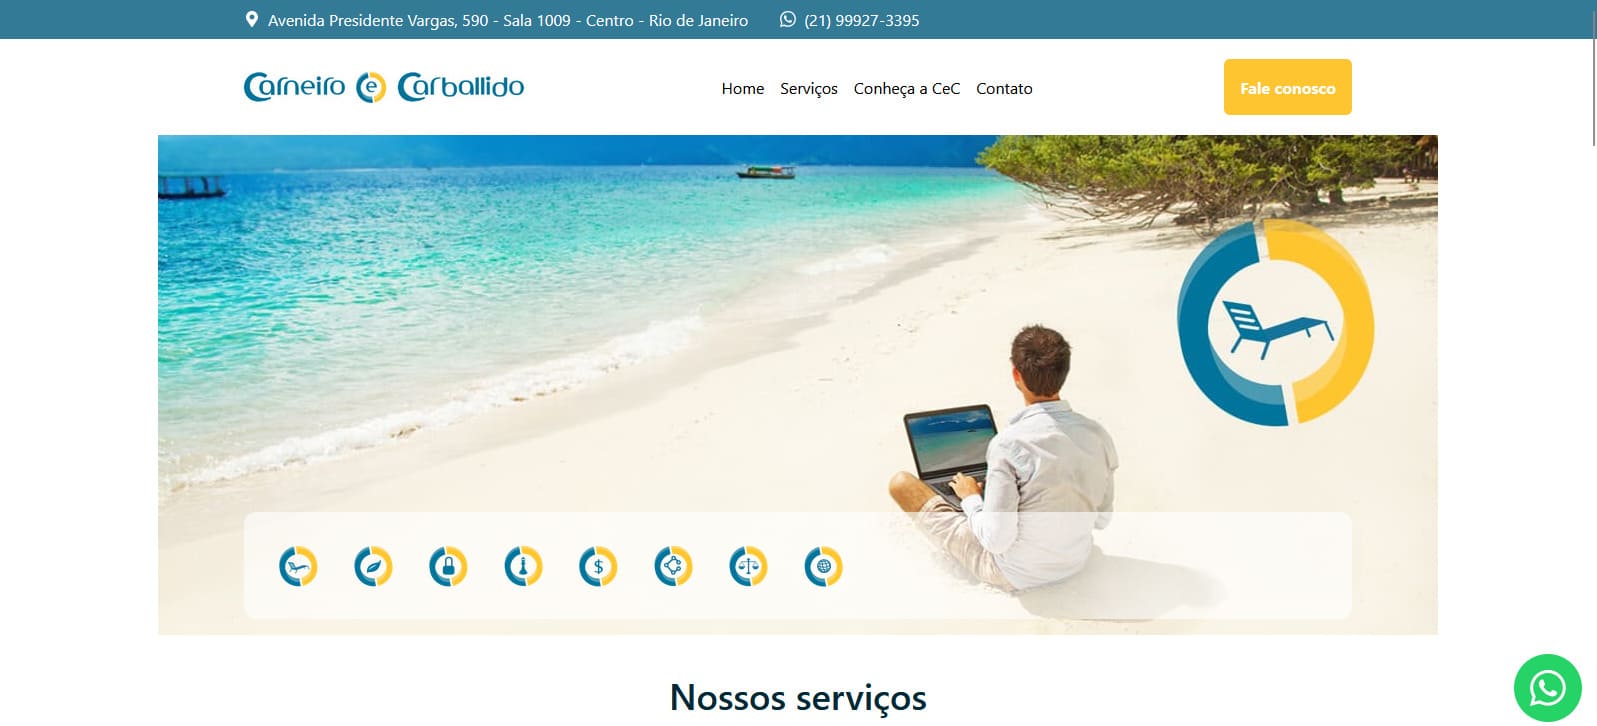 Avenida Presidente Vargas, 590 - Sala 1009 - Centro - Rio de Janeiro (21) 99927-3395
Carneiro e Carballido
Home Serviços Conheça a CeC Contato
Fale conosco
$
Nossos serviços